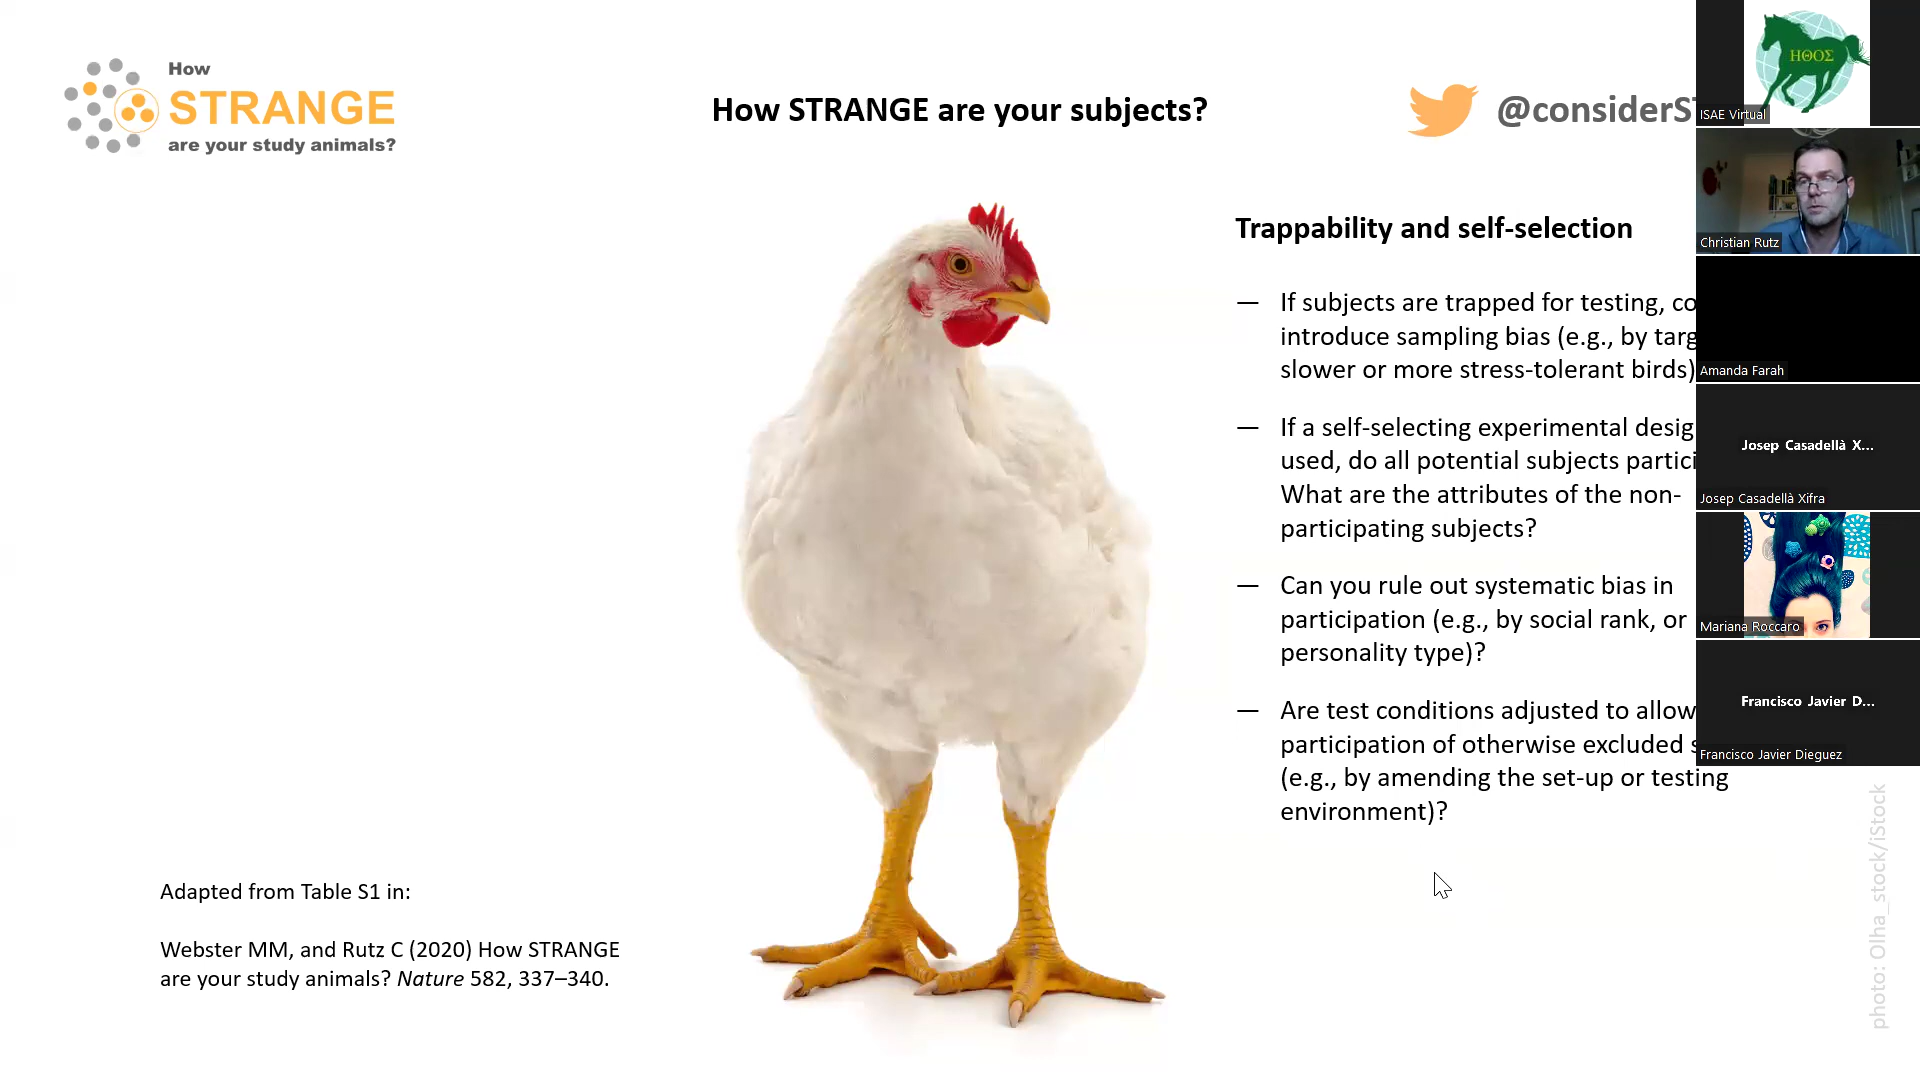 How
STRANGE
are your study animals?
How STRANGE are your subjects?
@considerS
Trappability and self-selection
— If subjects are trapped for testing, co
introduce sampling bias (e.g., by targ
slower or more stress-tolerant birds)
— If a self-selecting experimental desig
used, do all potential subjects partici
What are the attributes of the non-
participating subjects?
— Can you rule out systematic bias in
participation (e.g., by social rank, or
personality type)?
— Are test conditions adjusted to allow
participation of otherwise excluded s
(e.g., by amending the set-up or testing
environment)?
Adapted from Table S1 in:
Webster MM, and Rutz C (2020) How STRANGE
are your study animals? Nature 582, 337–340.
photo: Olha_stock/iStock
ΗΘΟΣ
ISAE Virtual
Christian Rutz
Amanda Farah
Josep Casadellà X...
Josep Casadellà Xifra
Mariana Roccaro
Francisco Javier D...
Francisco Javier Dieguez